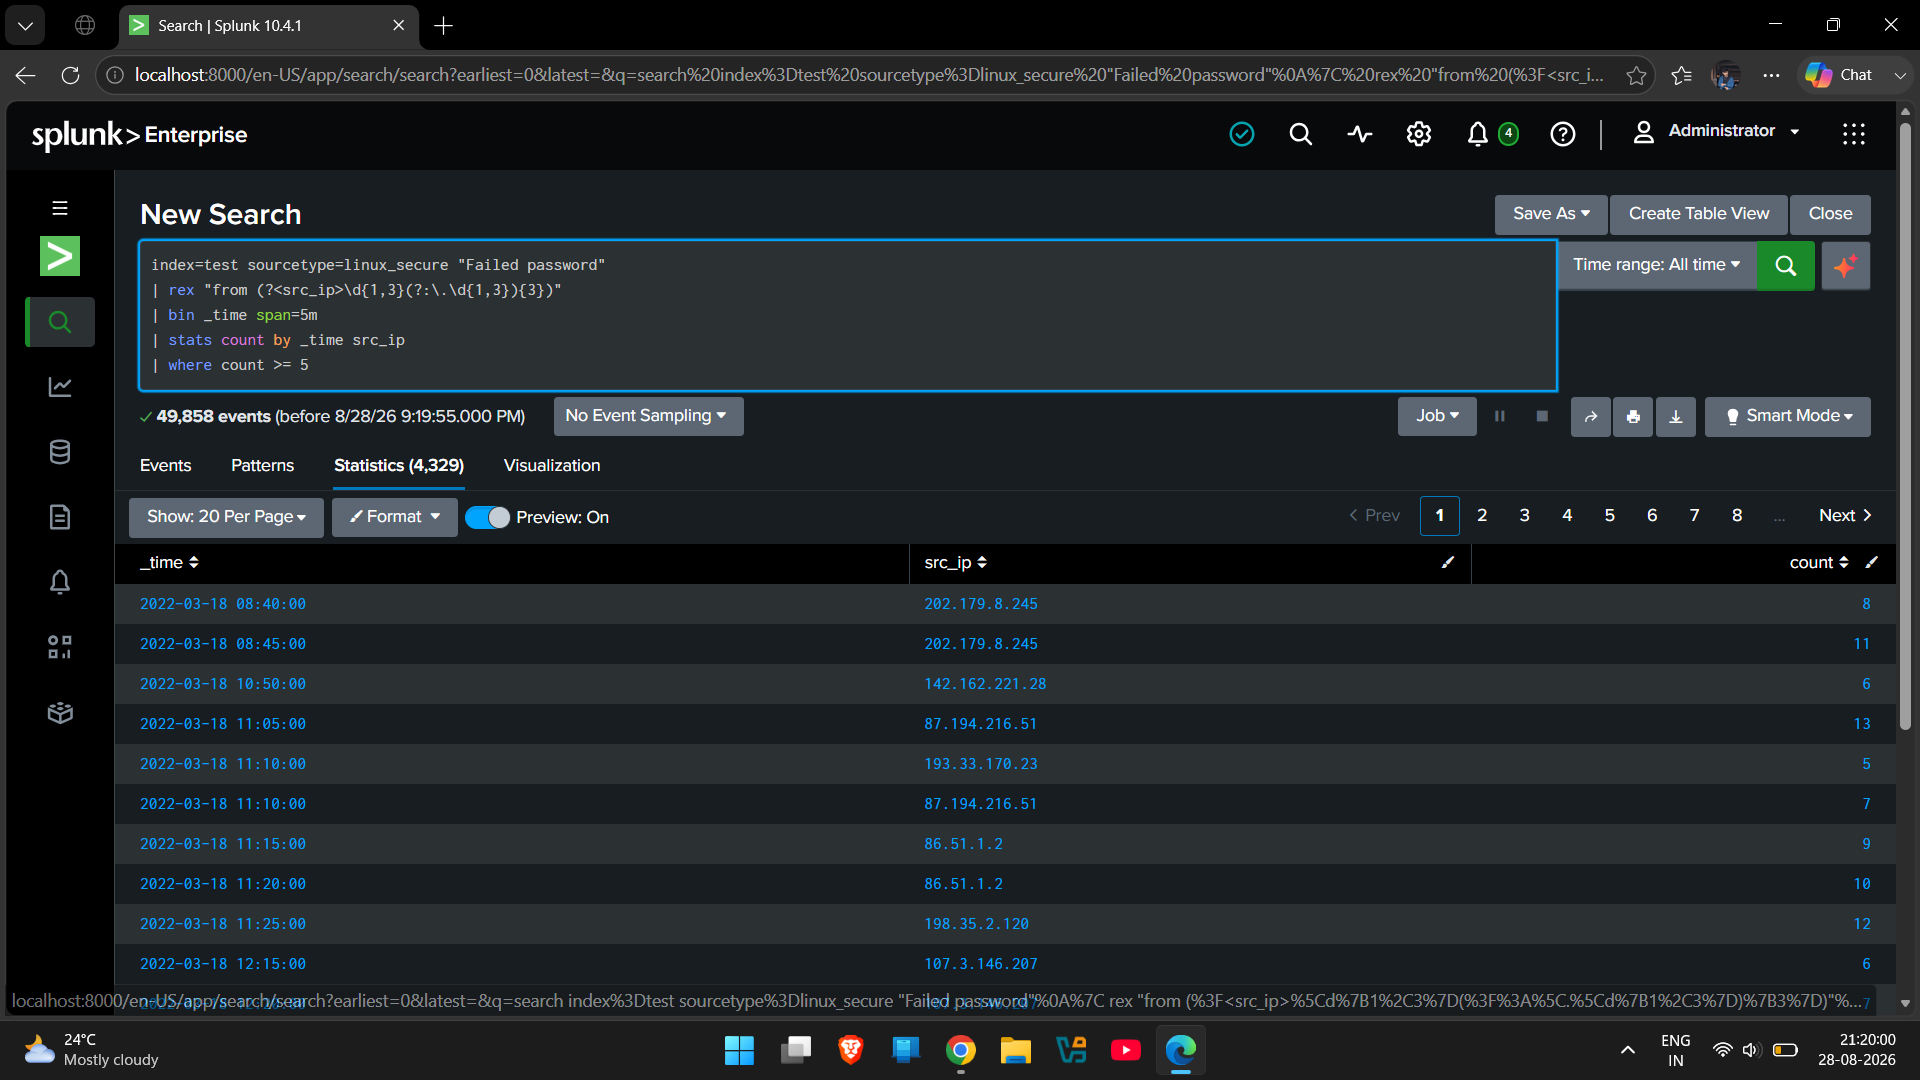 Search | Splunk 10.4.1
localhost:8000/en-US/app/search/search?earliest=0&latest=&q=search%20index%3Dtest%20sourcetype%3Dlinux_secure%20"Failed%20password"%0A%7C%20rex%20"from%20(%3F<src_i...
Chat
splunk>Enterprise
4
Administrator
New Search
Save As
Create Table View
Close
index=test sourcetype=linux_secure "Failed password"
| rex "from (?<src_ip>\d{1,3}(?:\.\d{1,3}){3})"
| bin _time span=5m
| stats count by _time src_ip
| where count >= 5
Time range: All time
49,858 events (before 8/28/26 9:19:55.000 PM)
No Event Sampling
Job
Smart Mode
Events
Patterns
Statistics (4,329)
Visualization
Show: 20 Per Page
Format
Preview: On
< Prev 1 2 3 4 5 6 7 8 ... Next >
_time src_ip count
2022-03-18 08:40:00 202.179.8.245 8
2022-03-18 08:45:00 202.179.8.245 11
2022-03-18 10:50:00 142.162.221.28 6
2022-03-18 11:05:00 87.194.216.51 13
2022-03-18 11:10:00 193.33.170.23 5
2022-03-18 11:10:00 87.194.216.51 7
2022-03-18 11:15:00 86.51.1.2 9
2022-03-18 11:20:00 86.51.1.2 10
2022-03-18 11:25:00 198.35.2.120 12
2022-03-18 12:15:00 107.3.146.207 6
localhost:8000/en-US/app/search/search?earliest=0&latest=&q=search index%3Dtest sourcetype%3Dlinux_secure "Failed password"%0A%7C rex "from (%3F<src_ip>%5Cd%7B1%2C3%7D(%3F%3A%5C.%5Cd%7B1%2C3%7D)%7B3%7D)"%... 7
24°C
Mostly cloudy
ENG
IN
21:20:00
28-08-2026